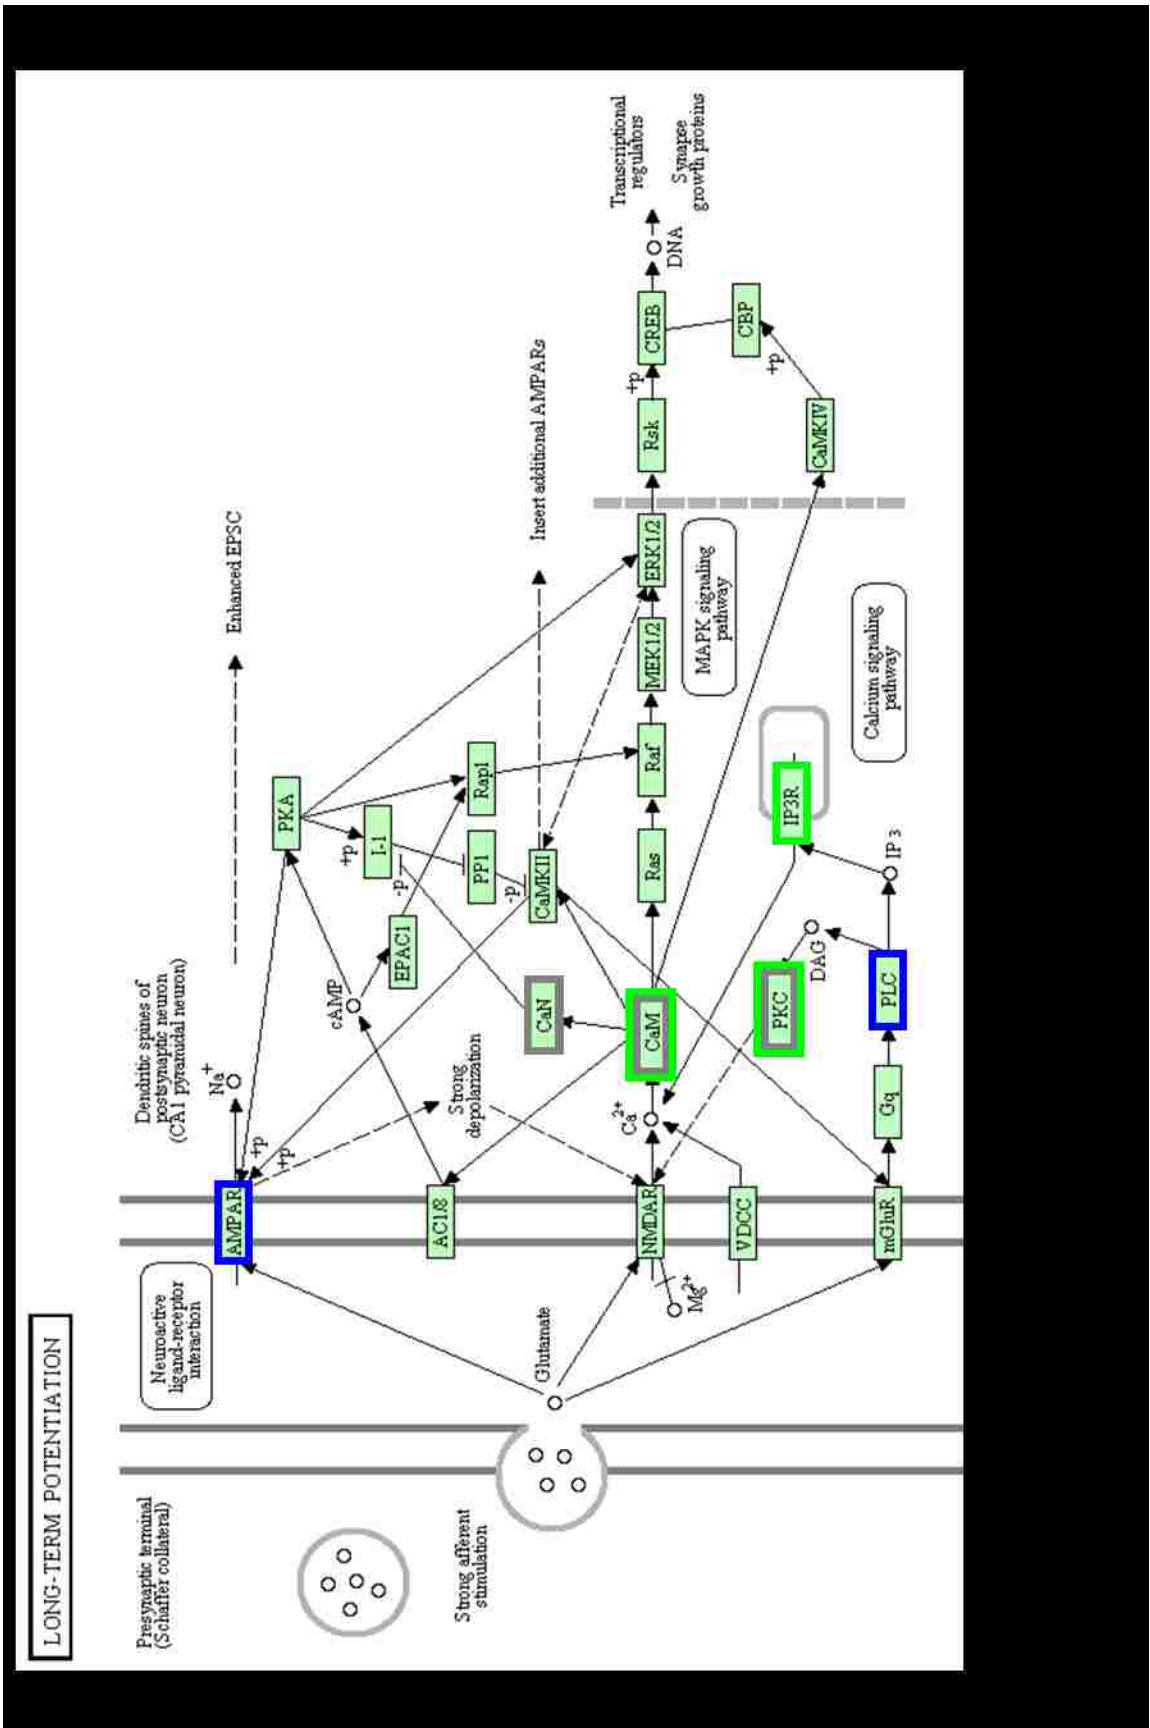 LONG-TERM POTENTIATION
Presynaptic terminal
(Schaffer collateral)
Strong afferent
stimulation
Neuroactive
ligand-receptor
interaction
Glutamate
Mg2+
AMPAR
AC1/8
NMDAR
VDCC
mGluR
Dendritic spines of
postsynaptic neuron
(CA1 pyramidal neuron)
Na+
+p
+p
Strong
depolarization
Ca2+
Gq
cAMP
CaN
CaM
PKC
PLC
DAG
IP3
EPAC1
PKA
+p
I-1
-p
PP1
-p
CaMKII
Rap1
Ras
Raf
MEK1/2
ERK1/2
IP3R
Enhanced EPSC
Insert additional AMPARs
MAPK signaling
pathway
Calcium signaling
pathway
Rsk
+p
CREB
CaMKIV
+p
CBP
DNA
Transcriptional
regulators
Synapse
growth proteins